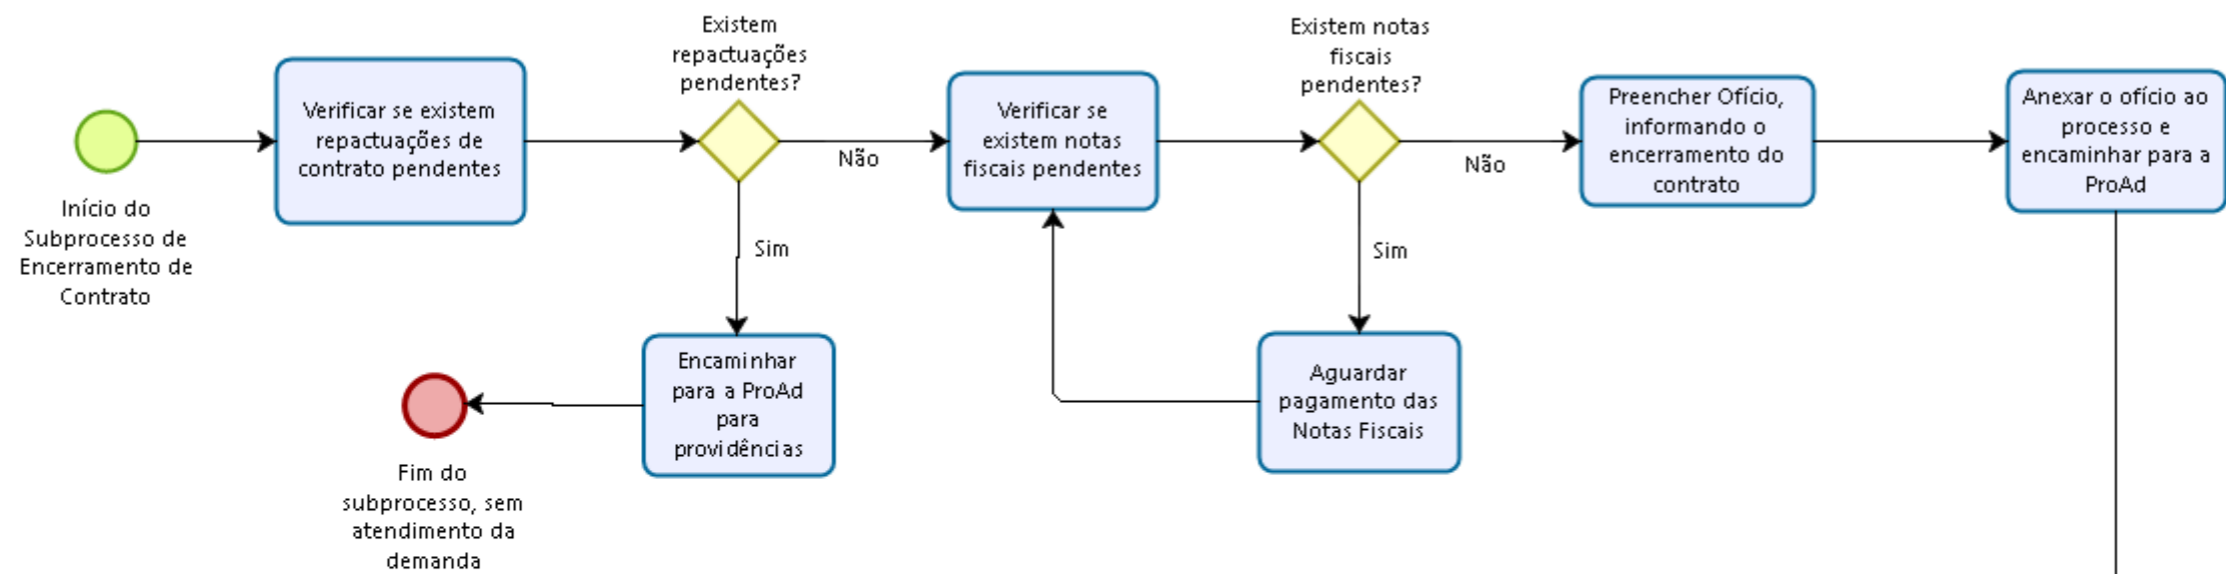 Existem
repactuações
pendentes?
Existem notas
fiscais
pendentes?
Verificar se existem
repactuações de
contrato pendentes
Verificar se
existem notas
fiscais pendentes
Preencher Ofício,
informando o
encerramento do
contrato
Anexar o ofício ao
processo e
encaminhar para a
ProAd
Não
Não
Início do
Subprocesso de
Encerramento de
Contrato
Sim
Sim
Encaminhar
para a ProAd
para
providências
Aguardar
pagamento das
Notas Fiscais
Fim do
subprocesso, sem
atendimento da
demanda